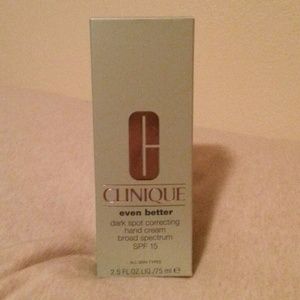 C
CLINIQUE
even better
dark spot correcting
hand cream
broad spectrum
SPF 15
ALL SKIN TYPES
2.5 FL.OZ.LIQ./75 ml e